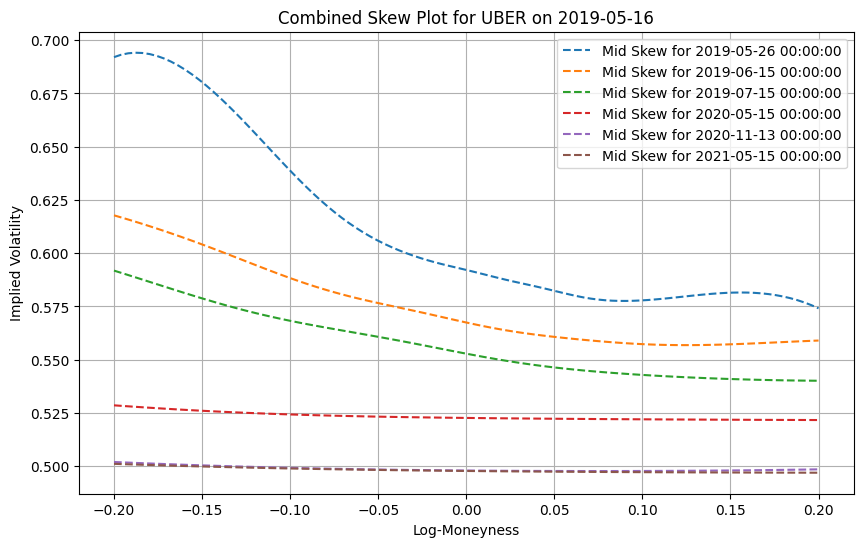 Combined Skew Plot for UBER on 2019-05-16
Mid Skew for 2019-05-26 00:00:00
Mid Skew for 2019-06-15 00:00:00
Mid Skew for 2019-07-15 00:00:00
Mid Skew for 2020-05-15 00:00:00
Mid Skew for 2020-11-13 00:00:00
Mid Skew for 2021-05-15 00:00:00
Implied Volatility
0.700
0.675
0.650
0.625
0.600
0.575
0.550
0.525
0.500
−0.20 −0.15 −0.10 −0.05 0.00 0.05 0.10 0.15 0.20
Log-Moneyness